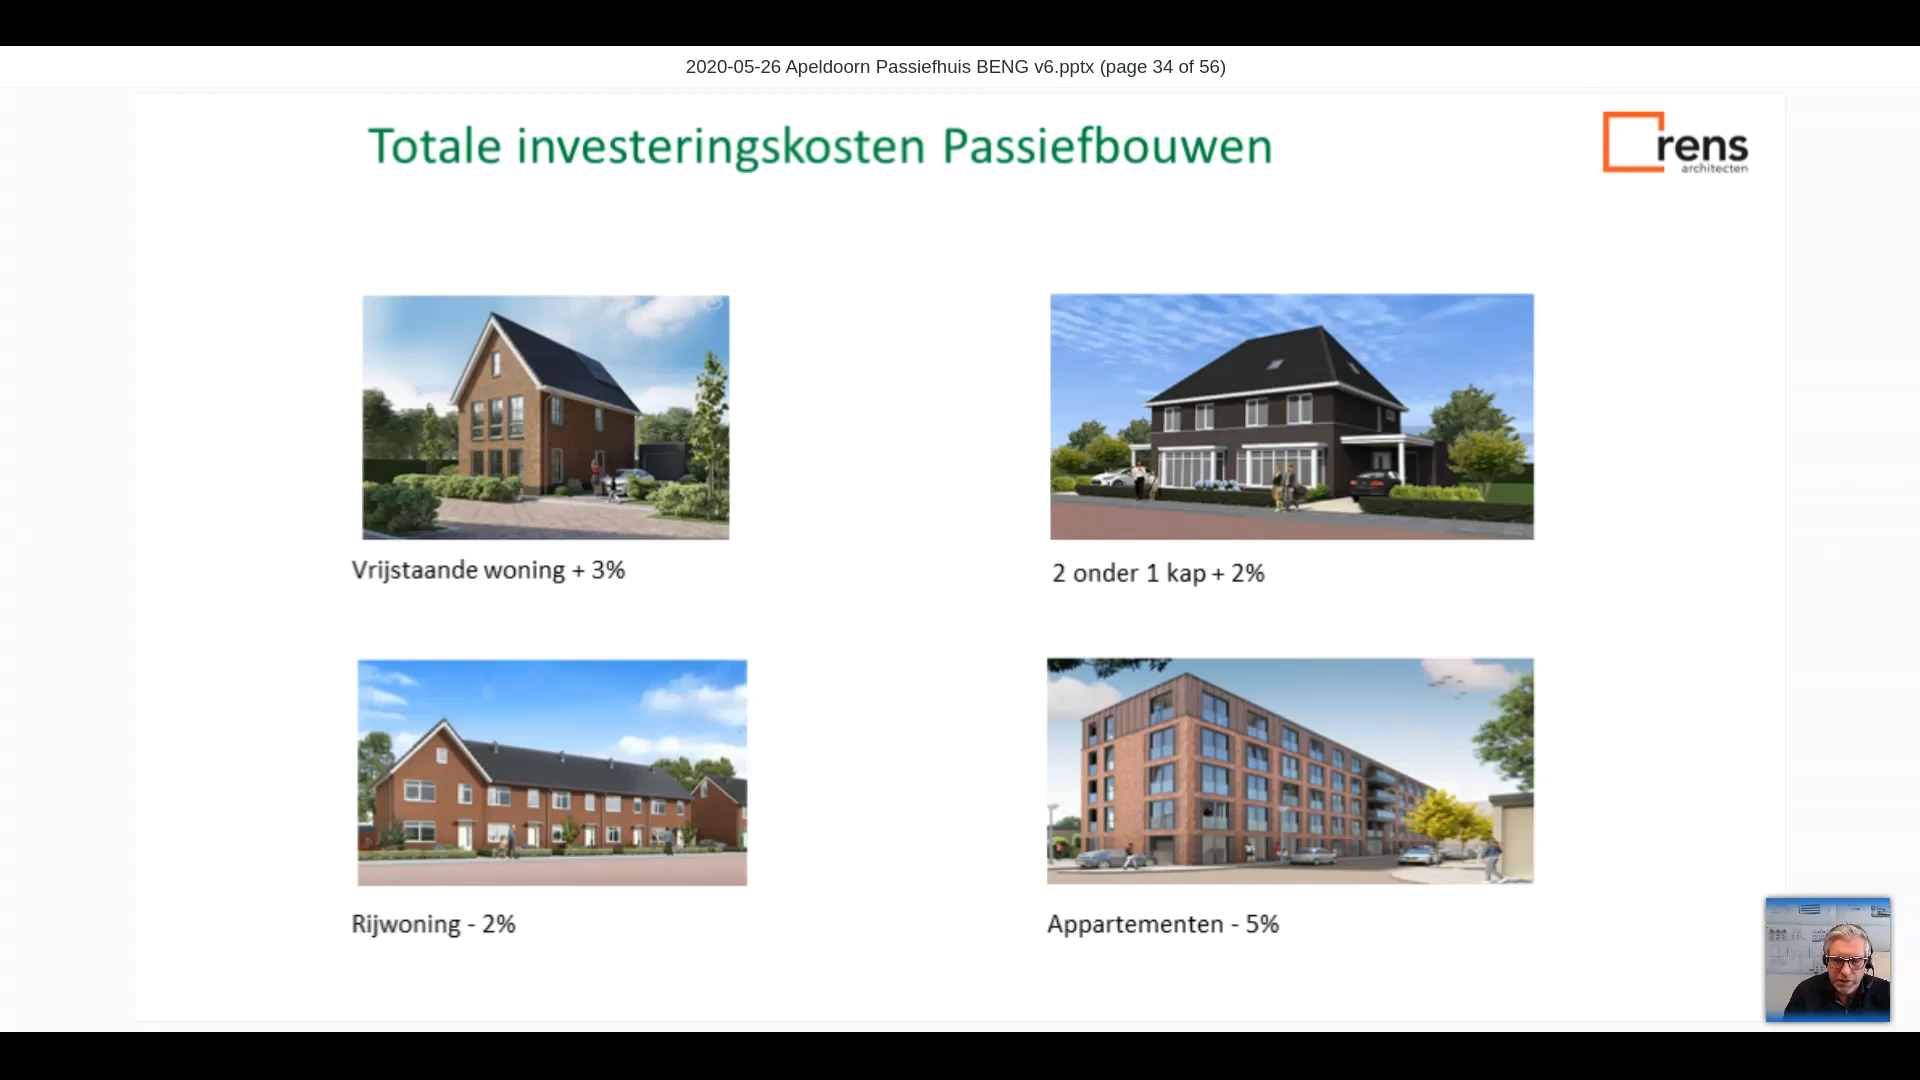 2020-05-26 Apeldoorn Passiefhuis BENG v6.pptx (page 34 of 56)
Totale investeringskosten Passiefbouwen
rens
architecten
Vrijstaande woning + 3%
2 onder 1 kap + 2%
Rijwoning - 2%
Appartementen - 5%